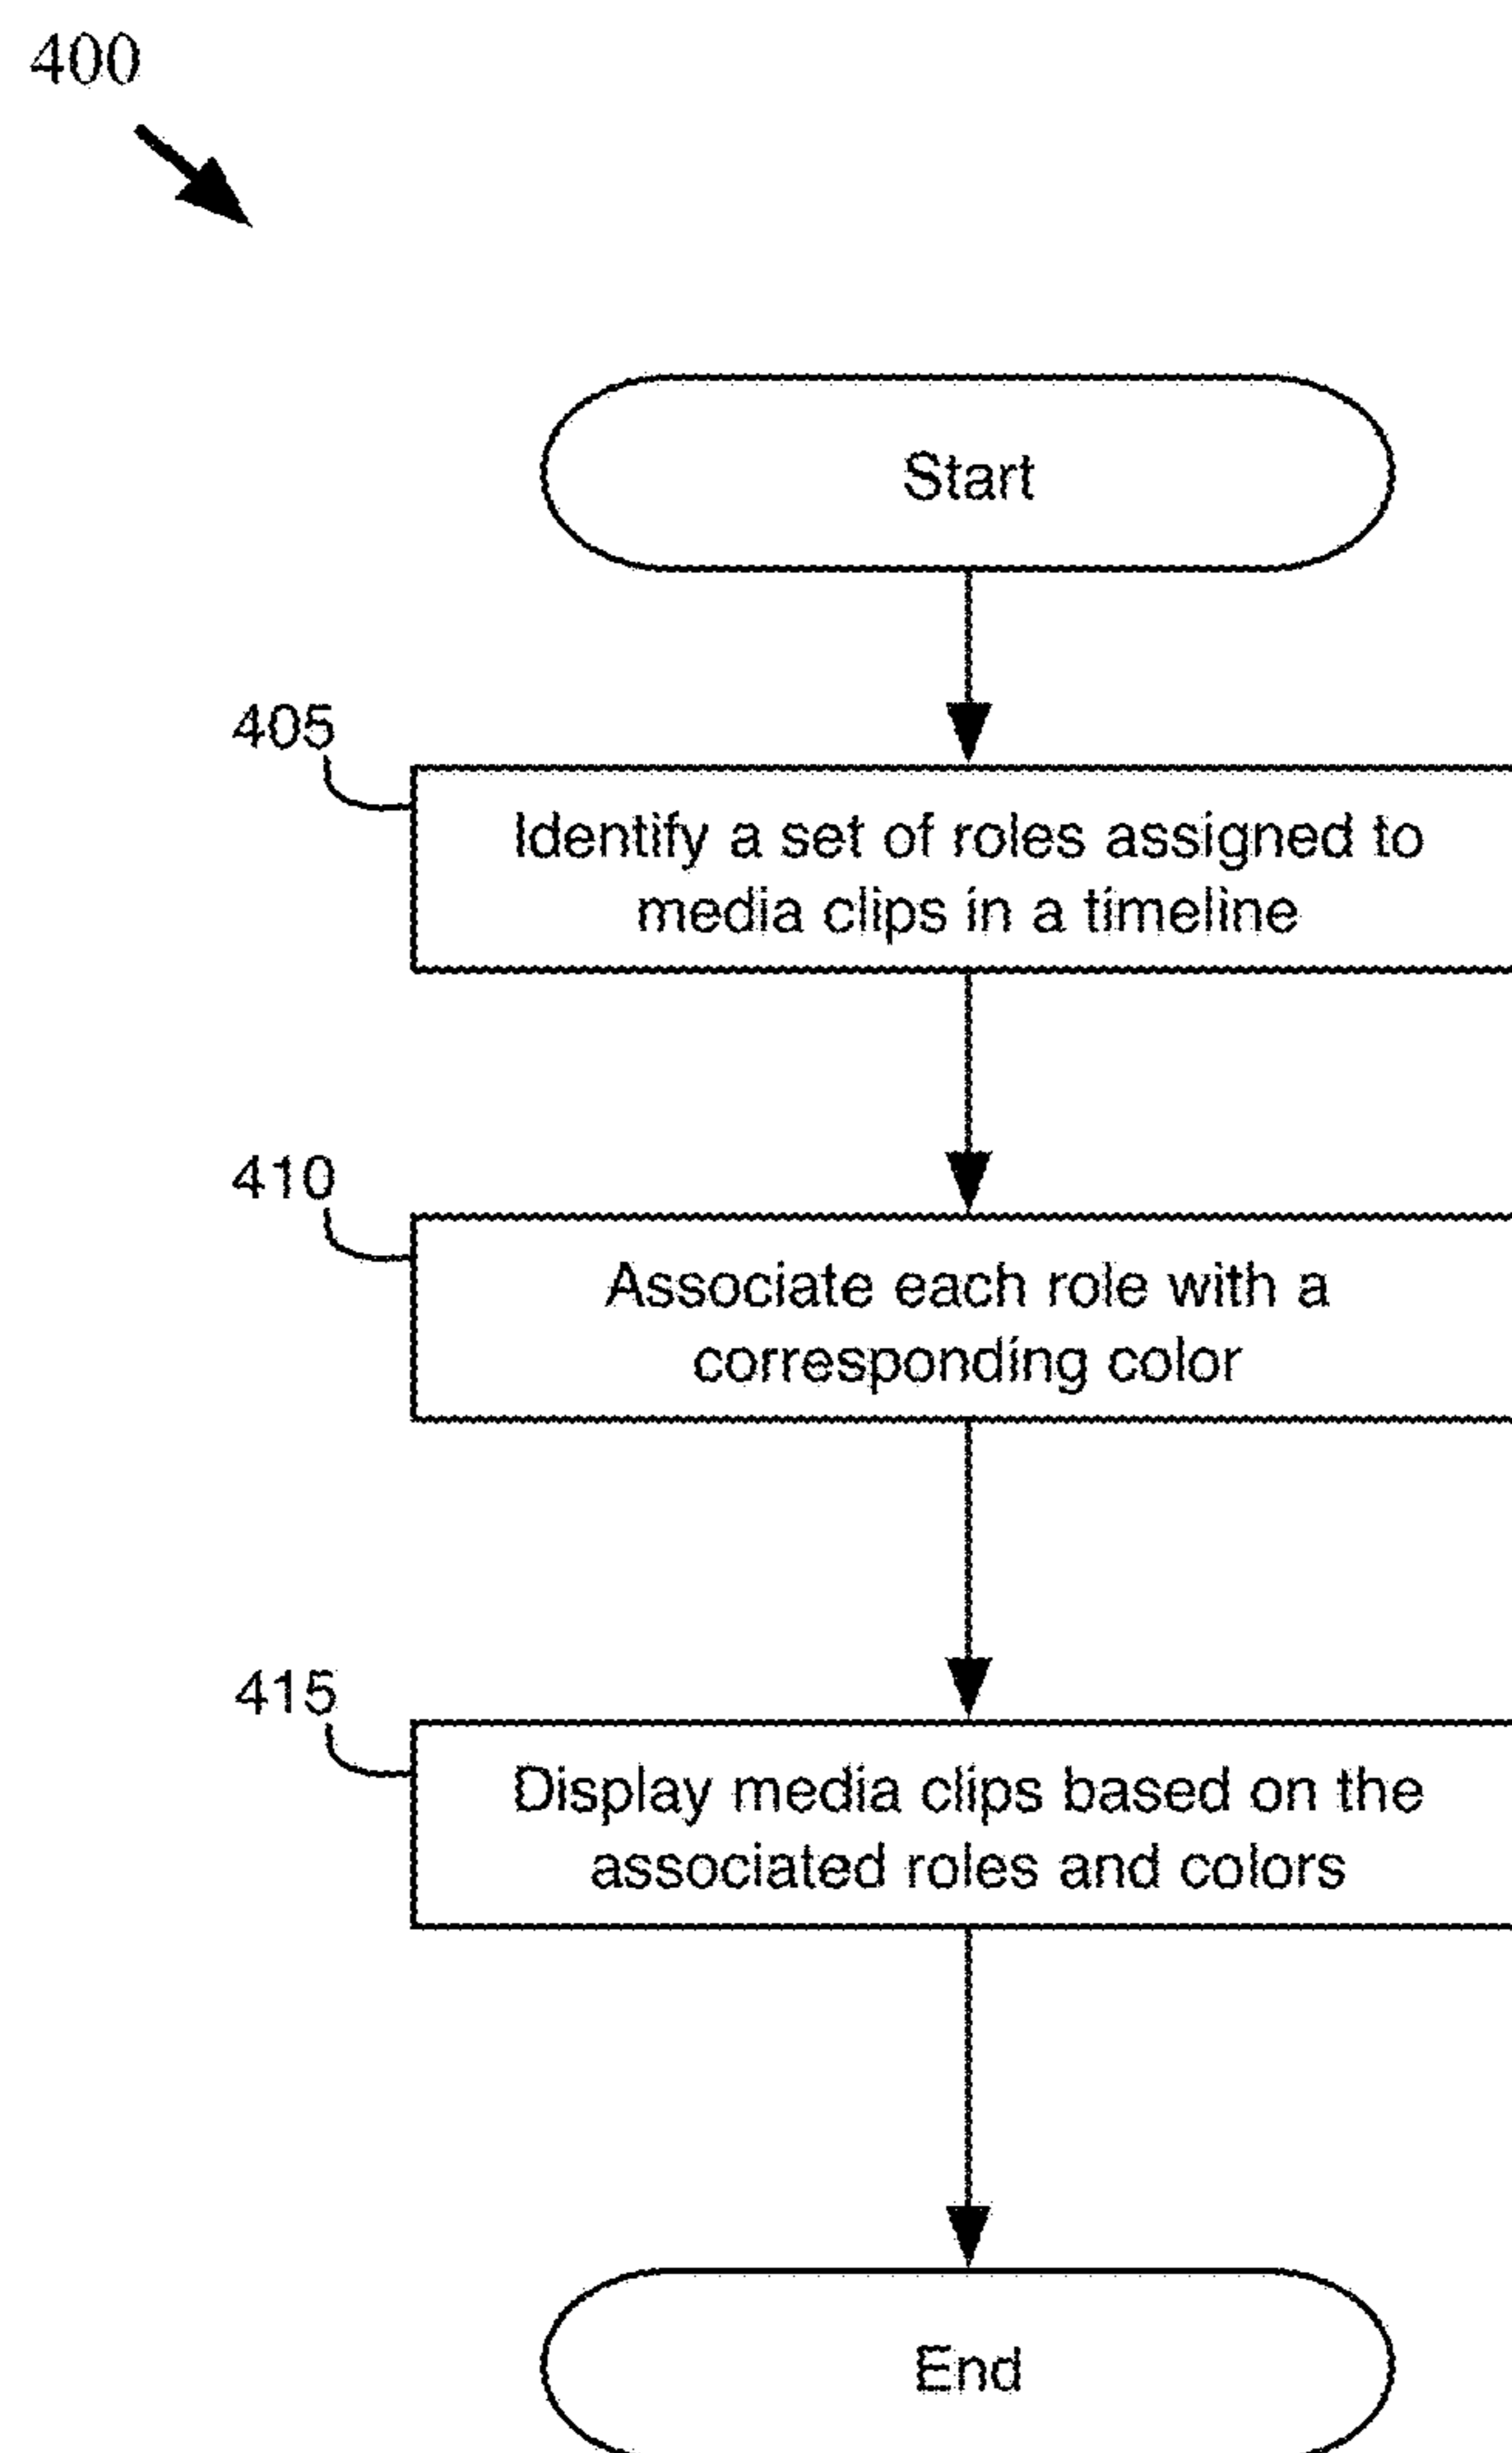 400
Start
405
Identify a set of roles assigned to
media clips in a timeline
410
Associate each role with a
corresponding color
415
Display media clips based on the
associated roles and colors
End